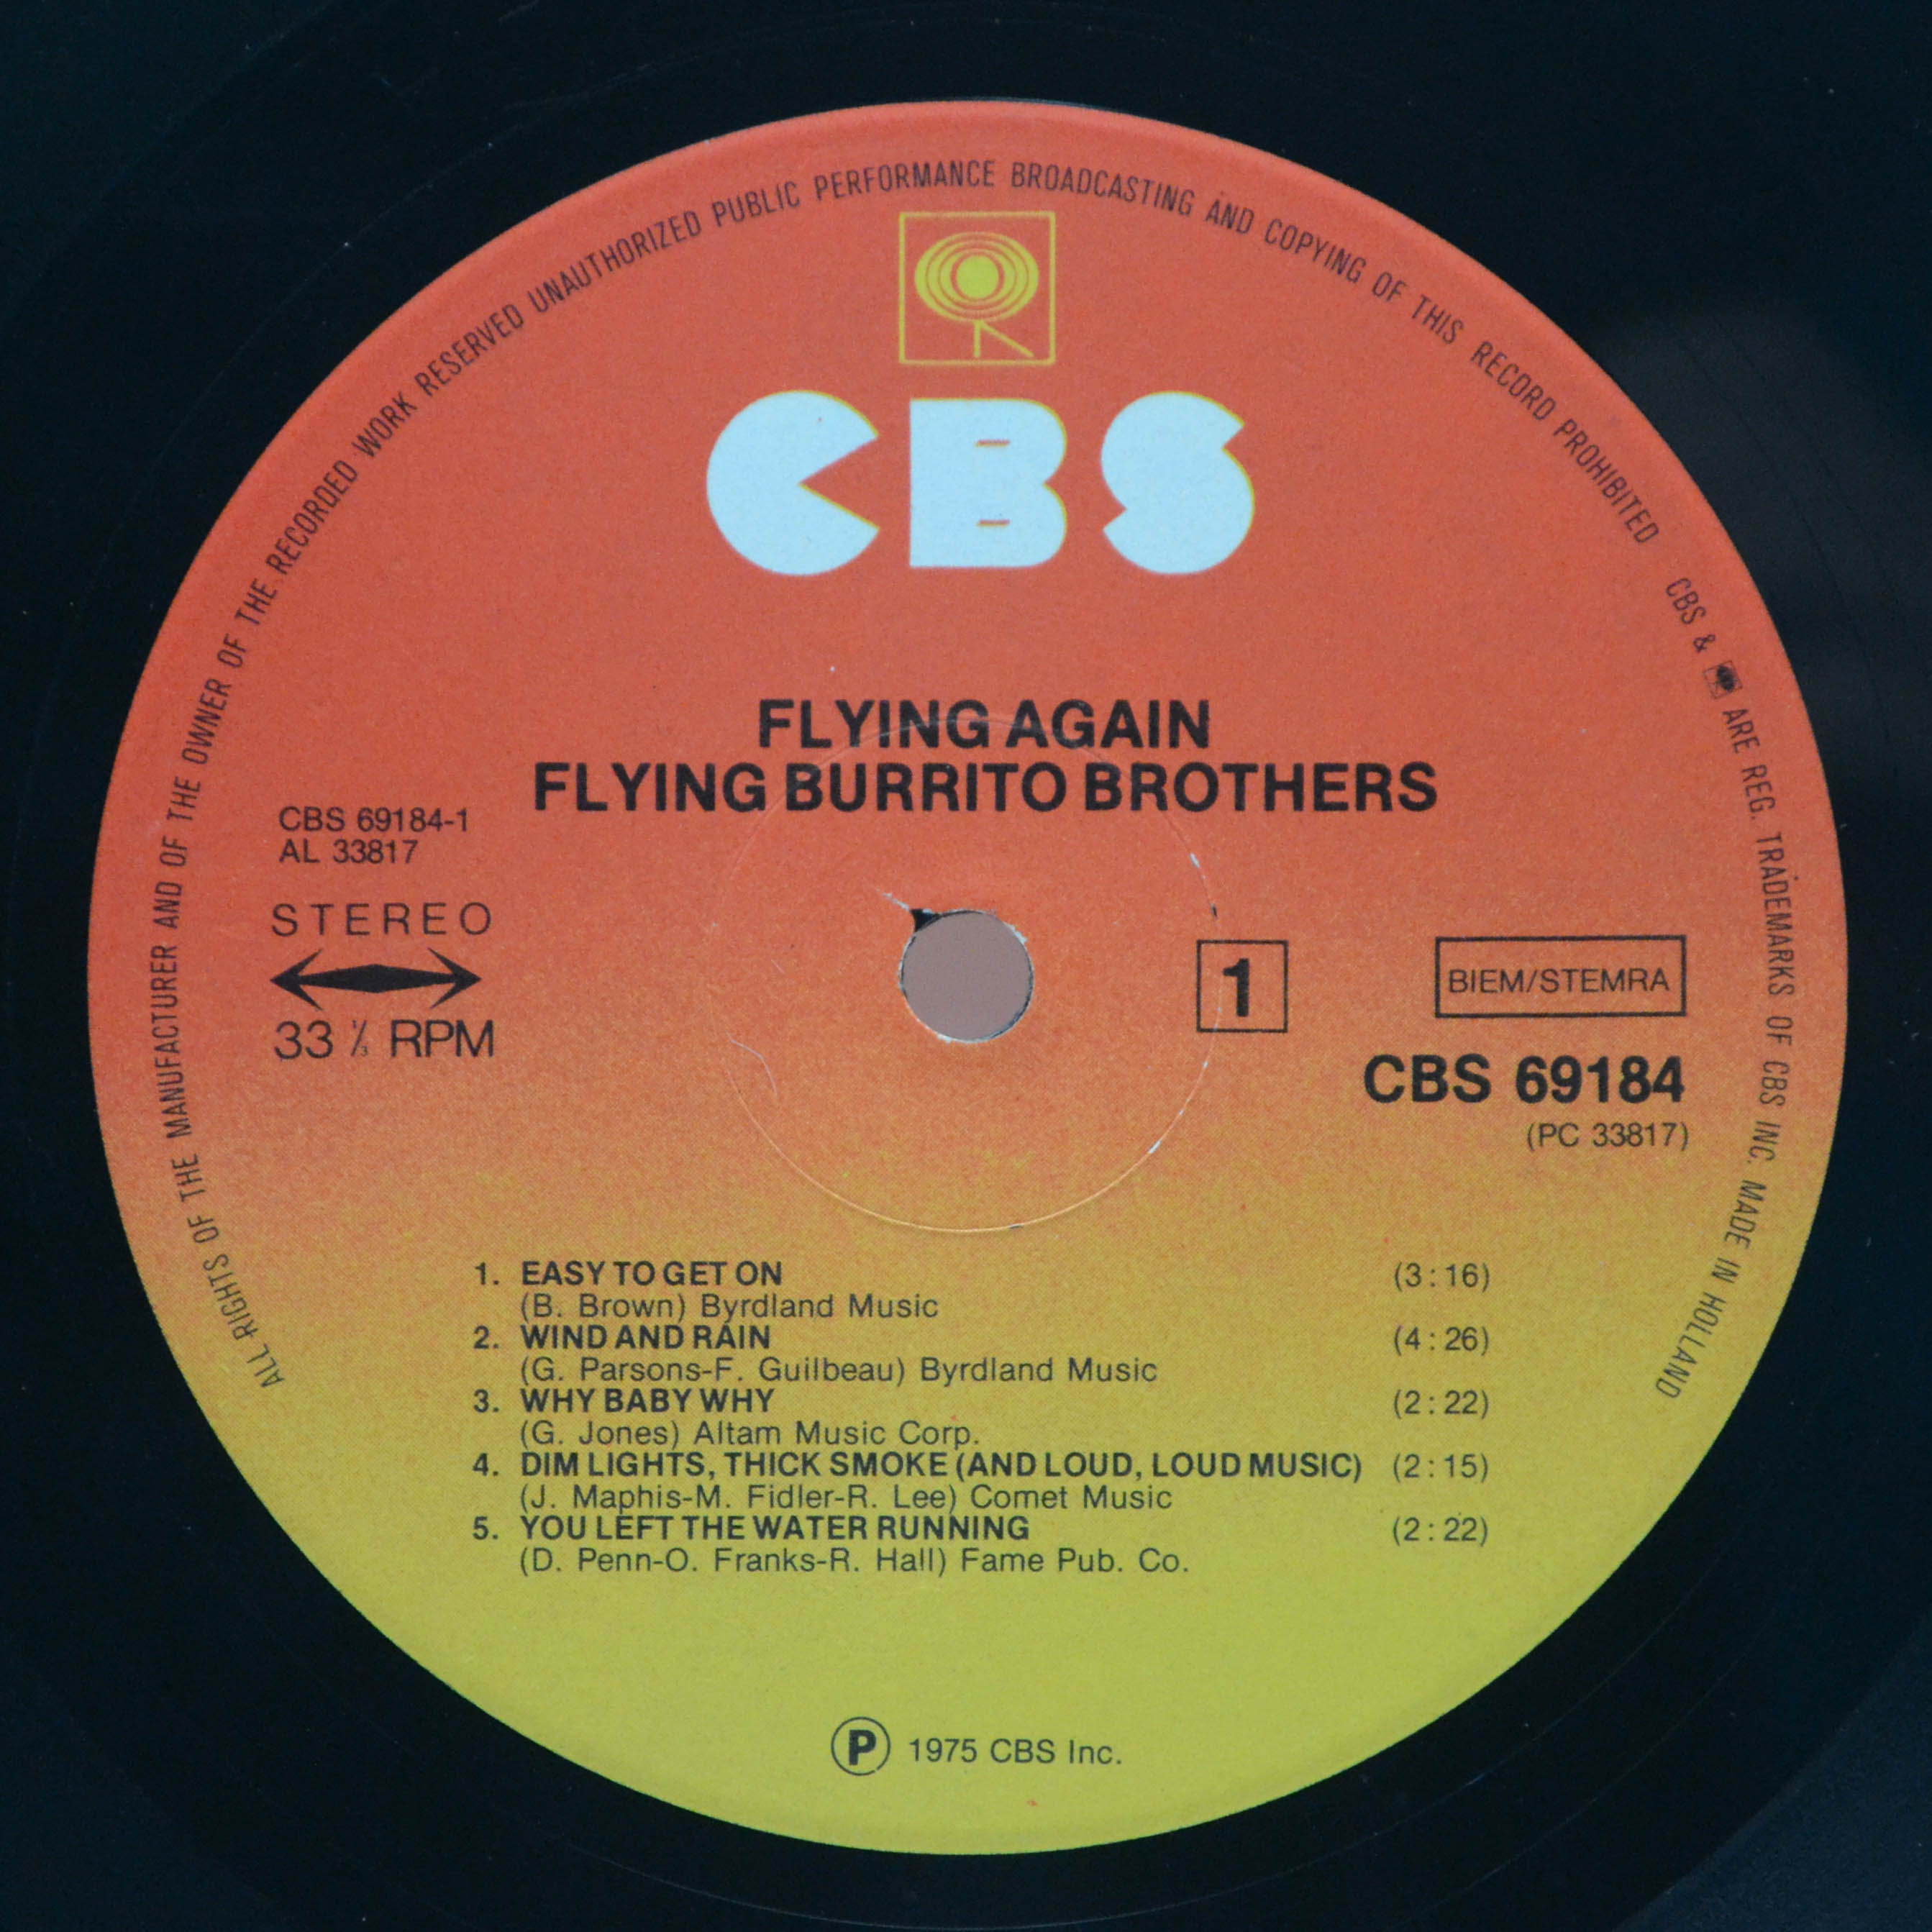 ALL RIGHTS OF THE MANUFACTURER AND OF THE OWNER OF THE RECORDED WORK RESERVED UNAUTHORIZED PUBLIC PERFORMANCE BROADCASTING AND COPYING OF THIS RECORD PROHIBITED CBS & ARE REG. TRADEMARKS OF CBS INC. MADE IN HOLLAND
CBS
FLYING AGAIN
FLYING BURRITO BROTHERS
CBS 69184-1
AL 33817
STEREO
33 ⅓ RPM
1
BIEM/STEMRA
CBS 69184
(PC 33817)
1. EASY TO GET ON (3:16)
(B. Brown) Byrdland Music
2. WIND AND RAIN (4:26)
(G. Parsons-F. Guilbeau) Byrdland Music
3. WHY BABY WHY (2:22)
(G. Jones) Altam Music Corp.
4. DIM LIGHTS, THICK SMOKE (AND LOUD, LOUD MUSIC) (2:15)
(J. Maphis-M. Fidler-R. Lee) Comet Music
5. YOU LEFT THE WATER RUNNING (2:22)
(D. Penn-O. Franks-R. Hall) Fame Pub. Co.
Ⓟ 1975 CBS Inc.